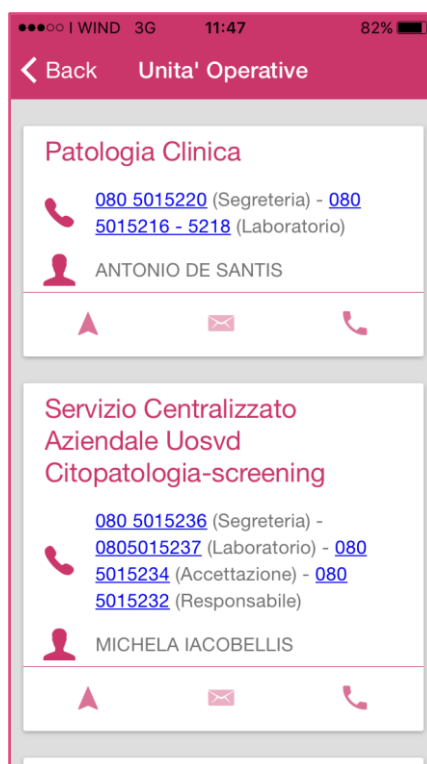 I WIND 3G 11:47 82%
Back Unita' Operative
Patologia Clinica
080 5015220 (Segreteria) - 080
5015216 - 5218 (Laboratorio)
ANTONIO DE SANTIS
Servizio Centralizzato
Aziendale Uosvd
Citopatologia-screening
080 5015236 (Segreteria) -
0805015237 (Laboratorio) - 080
5015234 (Accettazione) - 080
5015232 (Responsabile)
MICHELA IACOBELLIS